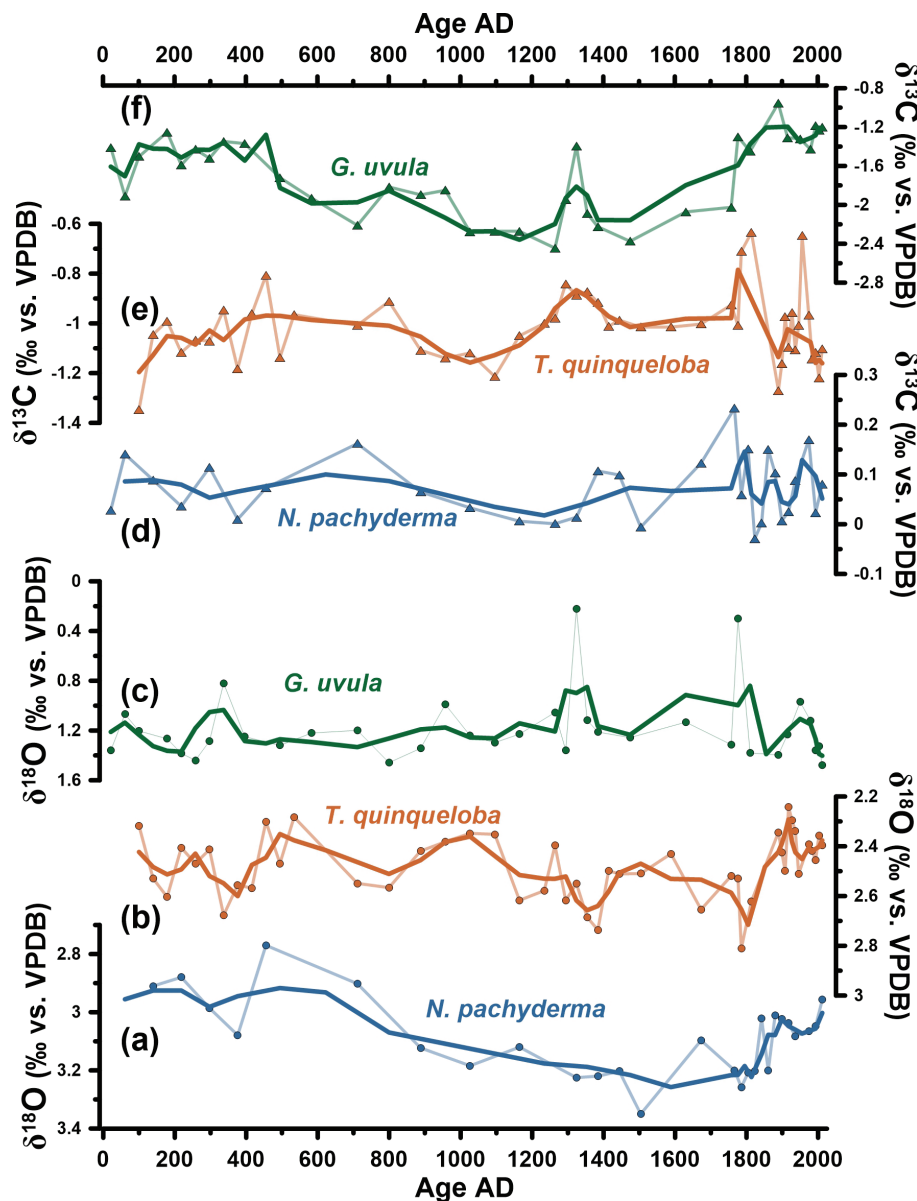 Age AD
0 200 400 600 800 1000 1200 1400 1600 1800 2000
(f)
G. uvula
-0.8
-1.2
-1.6
-2
-2.4
-2.8
δ¹³C (‰ vs. VPDB)
-0.6
-0.8
-1
-1.2
-1.4
δ¹³C (‰ vs. VPDB)
(e)
T. quinqueloba
0.3
0.2
0.1
0
-0.1
δ¹³C (‰ vs. VPDB)
N. pachyderma
(d)
0
0.4
0.8
1.2
1.6
δ¹⁸O (‰ vs. VPDB)
(c)
G. uvula
2.2
2.4
2.6
2.8
3
δ¹⁸O (‰ vs. VPDB)
T. quinqueloba
(b)
2.8
3
3.2
3.4
δ¹⁸O (‰ vs. VPDB)
N. pachyderma
(a)
0 200 400 600 800 1000 1200 1400 1600 1800 2000
Age AD